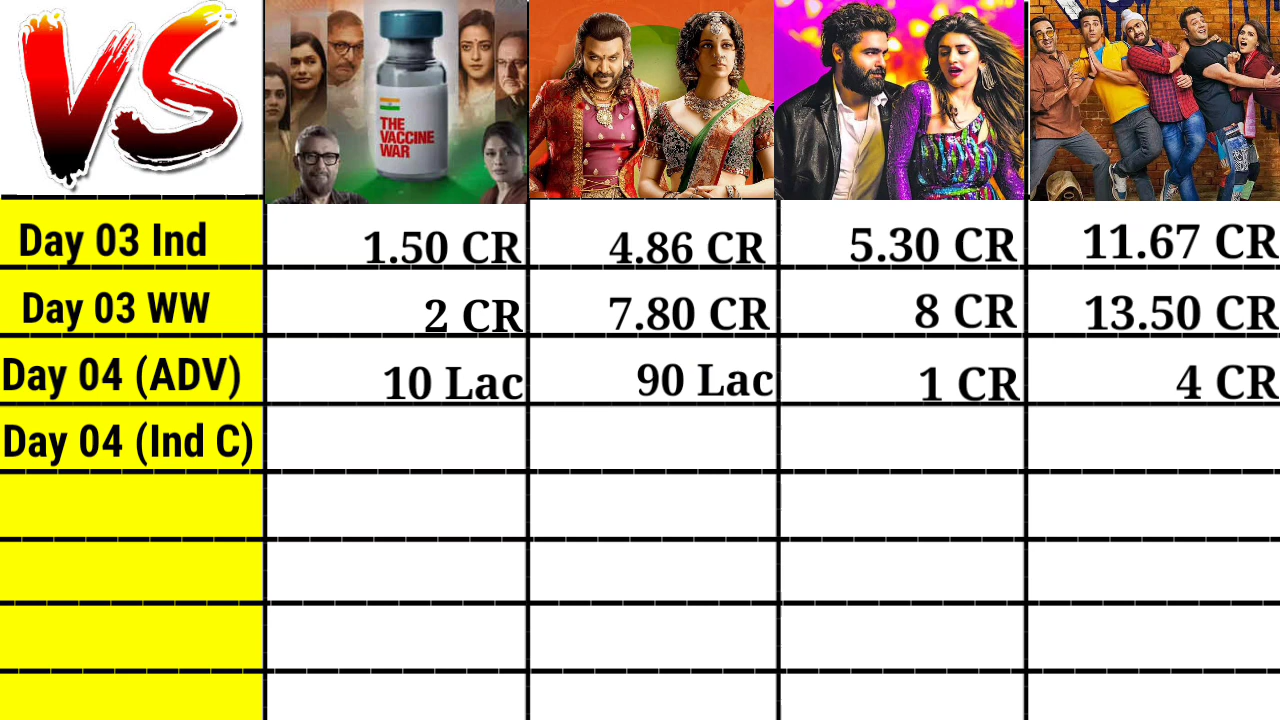 VS
THE
VACCINE
WAR
Day 03 Ind 1.50 CR 4.86 CR 5.30 CR 11.67 CR
Day 03 WW 2 CR 7.80 CR 8 CR 13.50 CR
Day 04 (ADV) 10 Lac 90 Lac 1 CR 4 CR
Day 04 (Ind C)